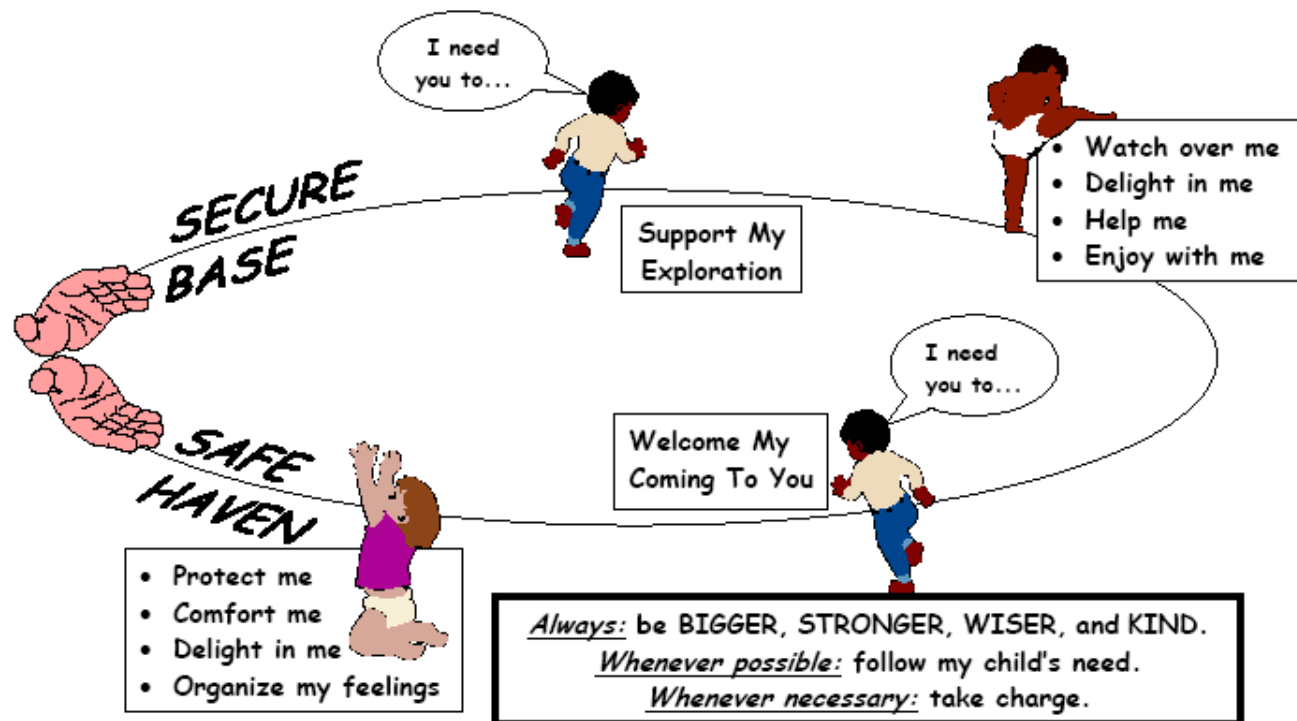 I need
you to...
SECURE
BASE
Support My
Exploration
• Watch over me
• Delight in me
• Help me
• Enjoy with me
I need
you to...
Welcome My
Coming To You
SAFE
HAVEN
• Protect me
• Comfort me
• Delight in me
• Organize my feelings
Always: be BIGGER, STRONGER, WISER, and KIND.
Whenever possible: follow my child's need.
Whenever necessary: take charge.